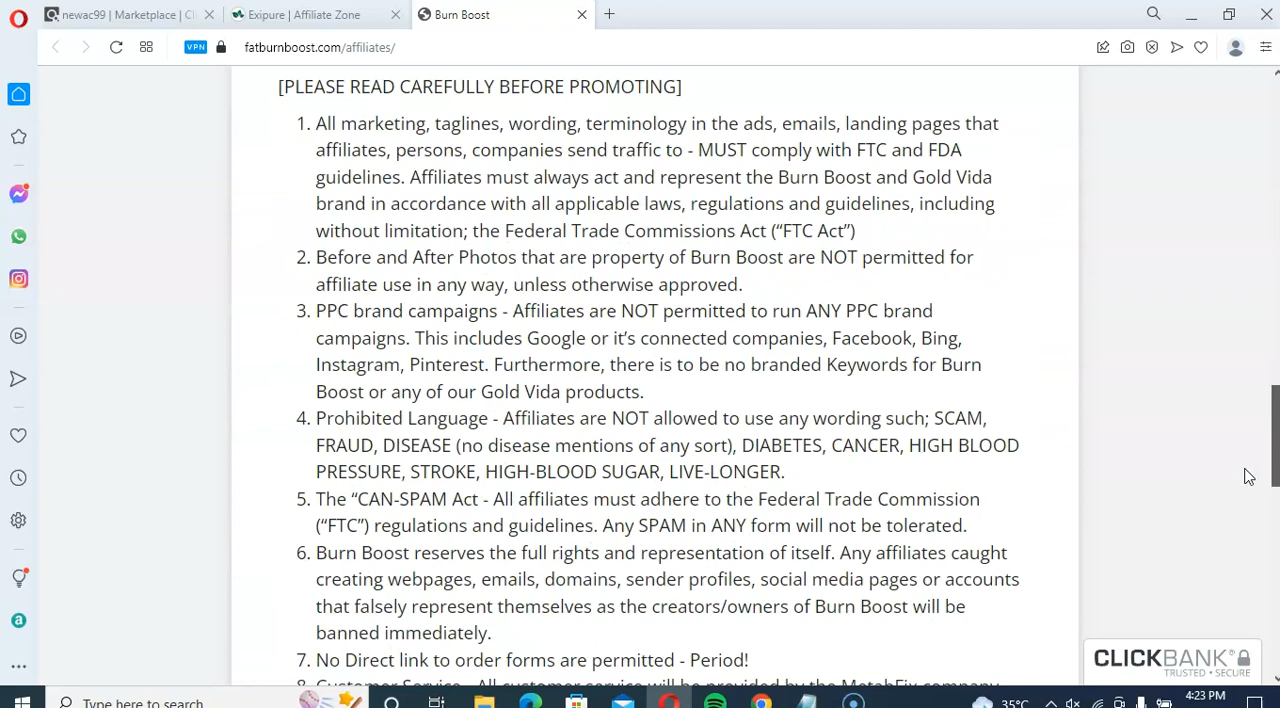 newac99 | Marketplace | Cl
Exipure | Affiliate Zone
Burn Boost
VPN
fatburnboost.com/affiliates/
[PLEASE READ CAREFULLY BEFORE PROMOTING]
1. All marketing, taglines, wording, terminology in the ads, emails, landing pages that
affiliates, persons, companies send traffic to - MUST comply with FTC and FDA
guidelines. Affiliates must always act and represent the Burn Boost and Gold Vida
brand in accordance with all applicable laws, regulations and guidelines, including
without limitation; the Federal Trade Commissions Act (“FTC Act”)
2. Before and After Photos that are property of Burn Boost are NOT permitted for
affiliate use in any way, unless otherwise approved.
3. PPC brand campaigns - Affiliates are NOT permitted to run ANY PPC brand
campaigns. This includes Google or it’s connected companies, Facebook, Bing,
Instagram, Pinterest. Furthermore, there is to be no branded Keywords for Burn
Boost or any of our Gold Vida products.
4. Prohibited Language - Affiliates are NOT allowed to use any wording such; SCAM,
FRAUD, DISEASE (no disease mentions of any sort), DIABETES, CANCER, HIGH BLOOD
PRESSURE, STROKE, HIGH-BLOOD SUGAR, LIVE-LONGER.
5. The “CAN-SPAM Act - All affiliates must adhere to the Federal Trade Commission
(“FTC”) regulations and guidelines. Any SPAM in ANY form will not be tolerated.
6. Burn Boost reserves the full rights and representation of itself. Any affiliates caught
creating webpages, emails, domains, sender profiles, social media pages or accounts
that falsely represent themselves as the creators/owners of Burn Boost will be
banned immediately.
7. No Direct link to order forms are permitted - Period!
8. Customer Service - All customer service will be provided by the MetabFix company
CLICKBANK®
TRUSTED • SECURE
Type here to search
35°C
4:23 PM